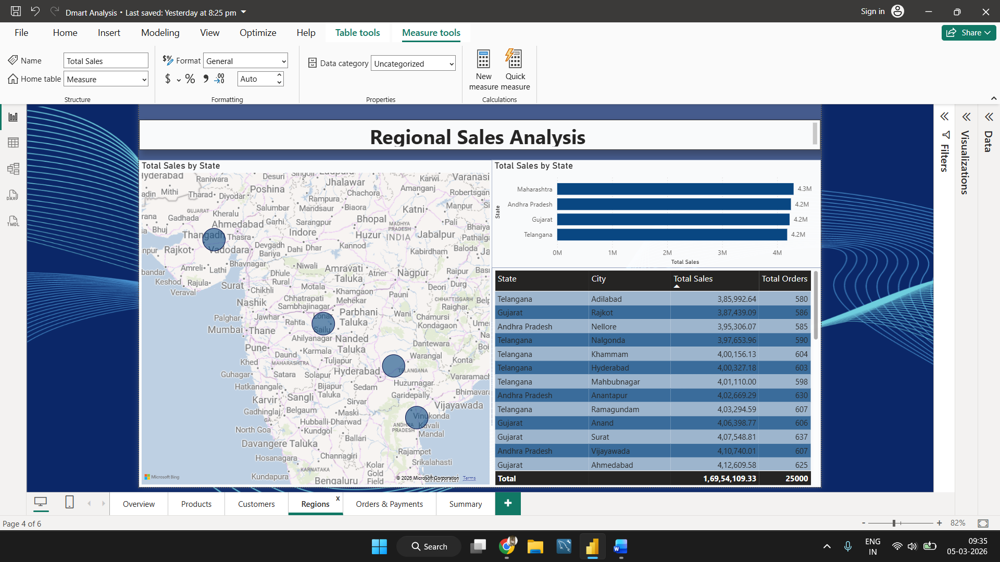 Dmart Analysis • Last saved: Yesterday at 8:25 pm
Sign in
File Home Insert Modeling View Optimize Help Table tools Measure tools
Share
Name Total Sales
Home table Measure
Structure
Format General
$ % 9 .00 →0 Auto
Formatting
Data category Uncategorized
Properties
New measure
Quick measure
Calculations
DAX
TMDL
Regional Sales Analysis
Total Sales by State
Hyderabad
Raniwara
Desuri
Karwi
Varanasi
Mithi
Tharad
Diyodar
Poshina
Jhalawar
Chachora
Amanganj
Robertsgan
Rampura
GUJARAT
Kheralu
Salumbar
Mandsaur
Biaora
Katni
Manpur
Gadhada
Bhuj
Ahmedabad
Garhi
Sarangpur
Bhopal
MADHYA PRADESH
Pali
Bhaiya
Thangadh
Thasra
Indore
Huzur
INDIA
Jabalpur
Rajkot
Vadodara
Devgadh Bariya
Dahi
Dhar
Kannod
Kabirdham
Baloda
Amreli
Lathi
Bhavnagar
Niwali
Amravati Taluka
Atner
Nagpur
Raipur
Keshod
Rajula
Surat
Dhule Rural
Chikhli
Motala
Khamgaon
Deori
Durg
Veraval
Nashik
Chhatrapati Sambhajinagar
Mehekar
Pauni
CHHATTISGARH
Palghar
Jawhar
Rahta
Lonar
Sailu
Parbhani Taluka
Wani
Chamursi
Raighar
Kondagaon
Mumbai
Thane
Ahilyanagar
Nanded Taluka
Dantewara
Pune
Daund
Karmala
Warangal
Konta
Khed
MAHARASHTRA
Tuljapur
Guhagar
Satara
Solapur
Hyderabad
TELANGANA
Hatkanangale
Bijapur Taluka
Sedam
Huzurnagar
Karvir
Sangli
Sirvar
Garidepally
Bhimavara
Gadhinglaj
Belgaum
Maski
Vijayawada
GA
Hubballi-Dharwad
Vinukonda
North Goa
Kundgol
Ballari
ANDHRA PRADESH
Kavali Mandal
Davangere Taluka
Hosanagara
Channagiri
Rajampet
Srikalahasti
KARNATAKA
Kolar Gold Field
Kundapura
Bengaluru
Chennai
Microsoft Bing
© 2026 Microsoft Corporation Terms
Total Sales by State
State
Maharashtra 4.3M
Andhra Pradesh 4.2M
Gujarat 4.2M
Telangana 4.2M
0M 1M 2M 3M 4M
Total Sales
State City Total Sales Total Orders
Telangana Adilabad 3,85,992.64 580
Gujarat Rajkot 3,87,439.09 586
Andhra Pradesh Nellore 3,95,306.07 585
Telangana Nalgonda 3,97,653.96 590
Telangana Khammam 4,00,156.13 604
Telangana Hyderabad 4,00,327.18 603
Telangana Mahbubnagar 4,01,110.00 598
Andhra Pradesh Anantapur 4,02,669.29 630
Telangana Ramagundam 4,03,294.59 607
Gujarat Anand 4,06,398.77 606
Gujarat Surat 4,07,548.81 637
Andhra Pradesh Vijayawada 4,10,740.01 607
Gujarat Ahmedabad 4,12,609.58 625
Total 1,69,54,109.33 25000
Filters
Visualizations
Data
Overview Products Customers Regions x Orders & Payments Summary +
Page 4 of 6
- + 82%
Search
ENG IN
09:35
05-03-2026